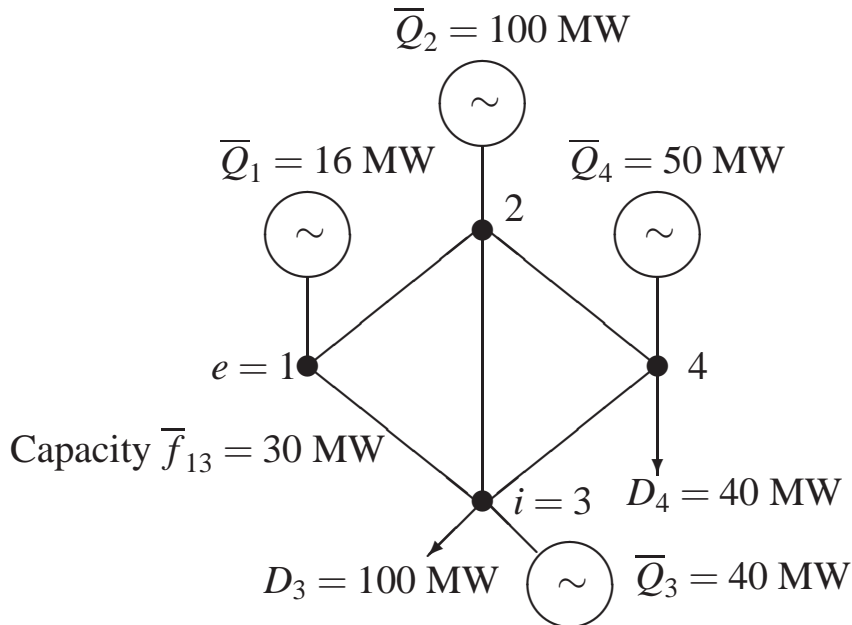 Q̅₂ = 100 MW
∼
Q̅₁ = 16 MW
Q̅₄ = 50 MW
∼
2
∼
e = 1
4
Capacity f̅₁₃ = 30 MW
i = 3
D₄ = 40 MW
D₃ = 100 MW
∼
Q̅₃ = 40 MW